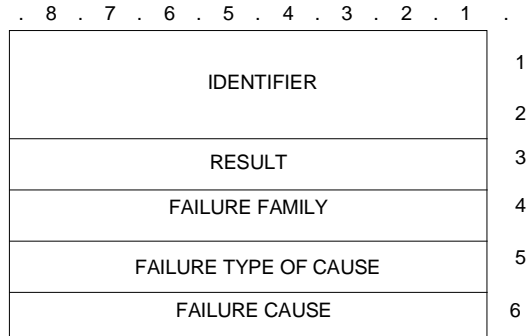 . 8 . 7 . 6 . 5 . 4 . 3 . 2 . 1 .
IDENTIFIER
1
2
RESULT
3
FAILURE FAMILY
4
FAILURE TYPE OF CAUSE
5
FAILURE CAUSE
6